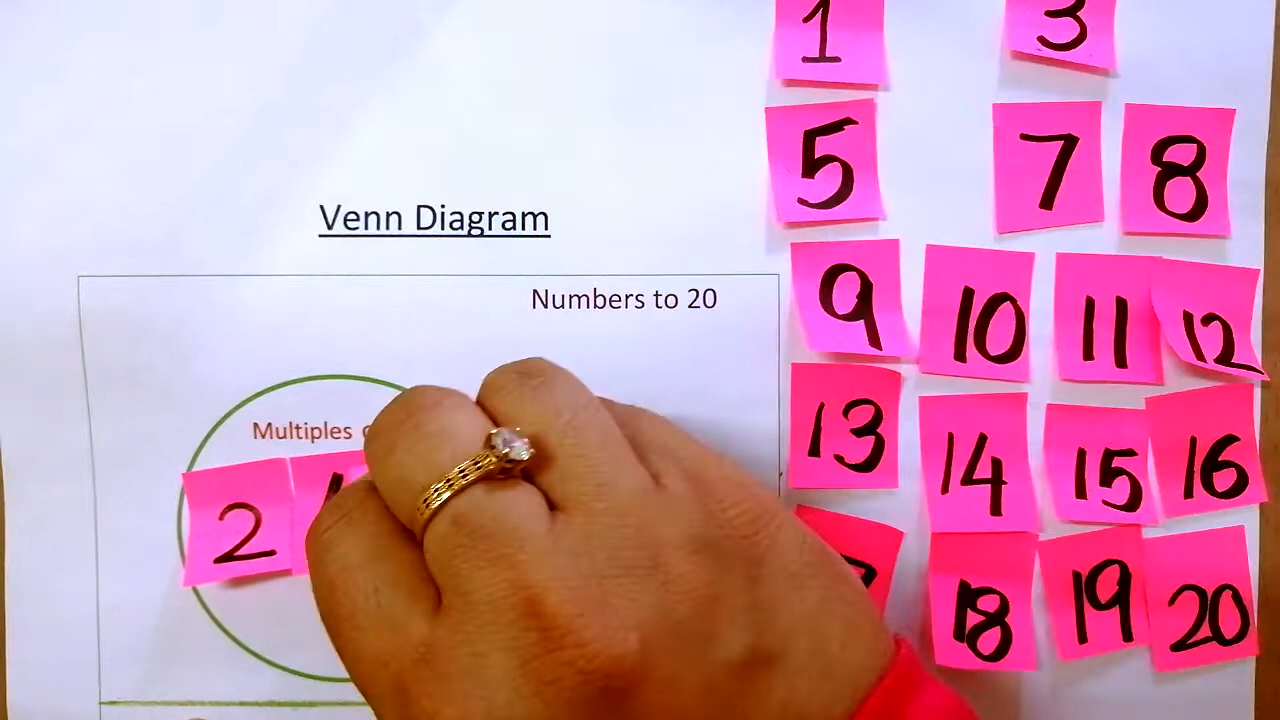 1 3
5 7 8
Venn Diagram
Numbers to 20
9 10 11 12
Multiples
13 14 15 16
2
18 19 20